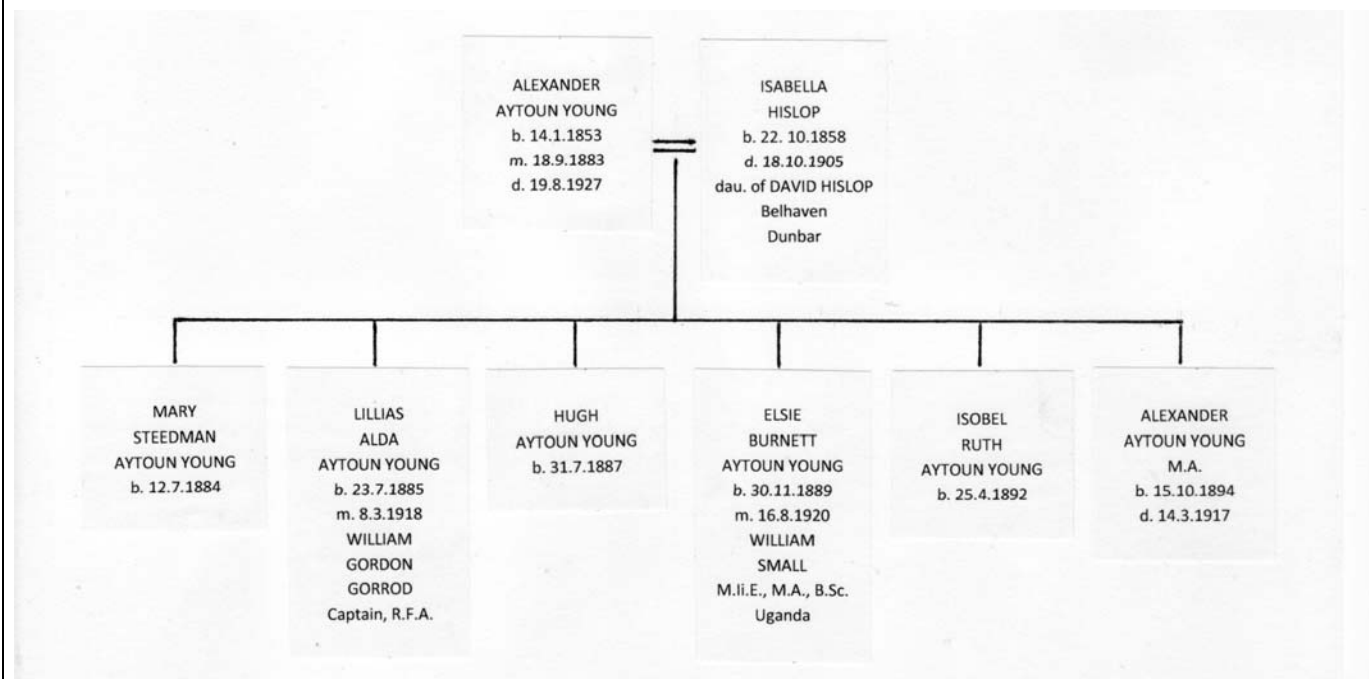 ALEXANDER
AYTOUN YOUNG
b. 14.1.1853
m. 18.9.1883
d. 19.8.1927
ISABELLA
HISLOP
b. 22. 10.1858
d. 18.10.1905
dau. of DAVID HISLOP
Belhaven
Dunbar
MARY
STEEDMAN
AYTOUN YOUNG
b. 12.7.1884
LILLIAS
ALDA
AYTOUN YOUNG
b. 23.7.1885
m. 8.3.1918
WILLIAM
GORDON
GORROD
Captain, R.F.A.
HUGH
AYTOUN YOUNG
b. 31.7.1887
ELSIE
BURNETT
AYTOUN YOUNG
b. 30.11.1889
m. 16.8.1920
WILLIAM
SMALL
M.Ii.E., M.A., B.Sc.
Uganda
ISOBEL
RUTH
AYTOUN YOUNG
b. 25.4.1892
ALEXANDER
AYTOUN YOUNG
M.A.
b. 15.10.1894
d. 14.3.1917